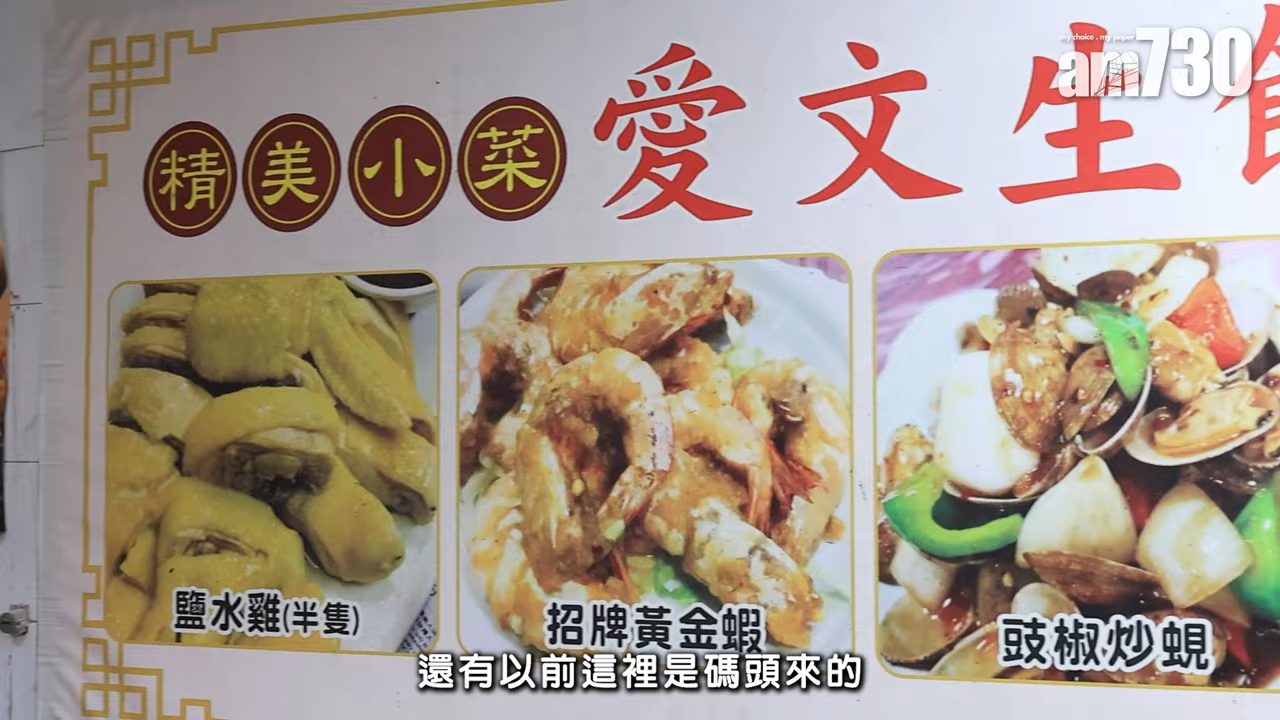 my choice . my paper
am730
精美小菜
愛文生
鹽水雞(半隻)
招牌黃金蝦
豉椒炒蜆
還有以前這裡是碼頭來的